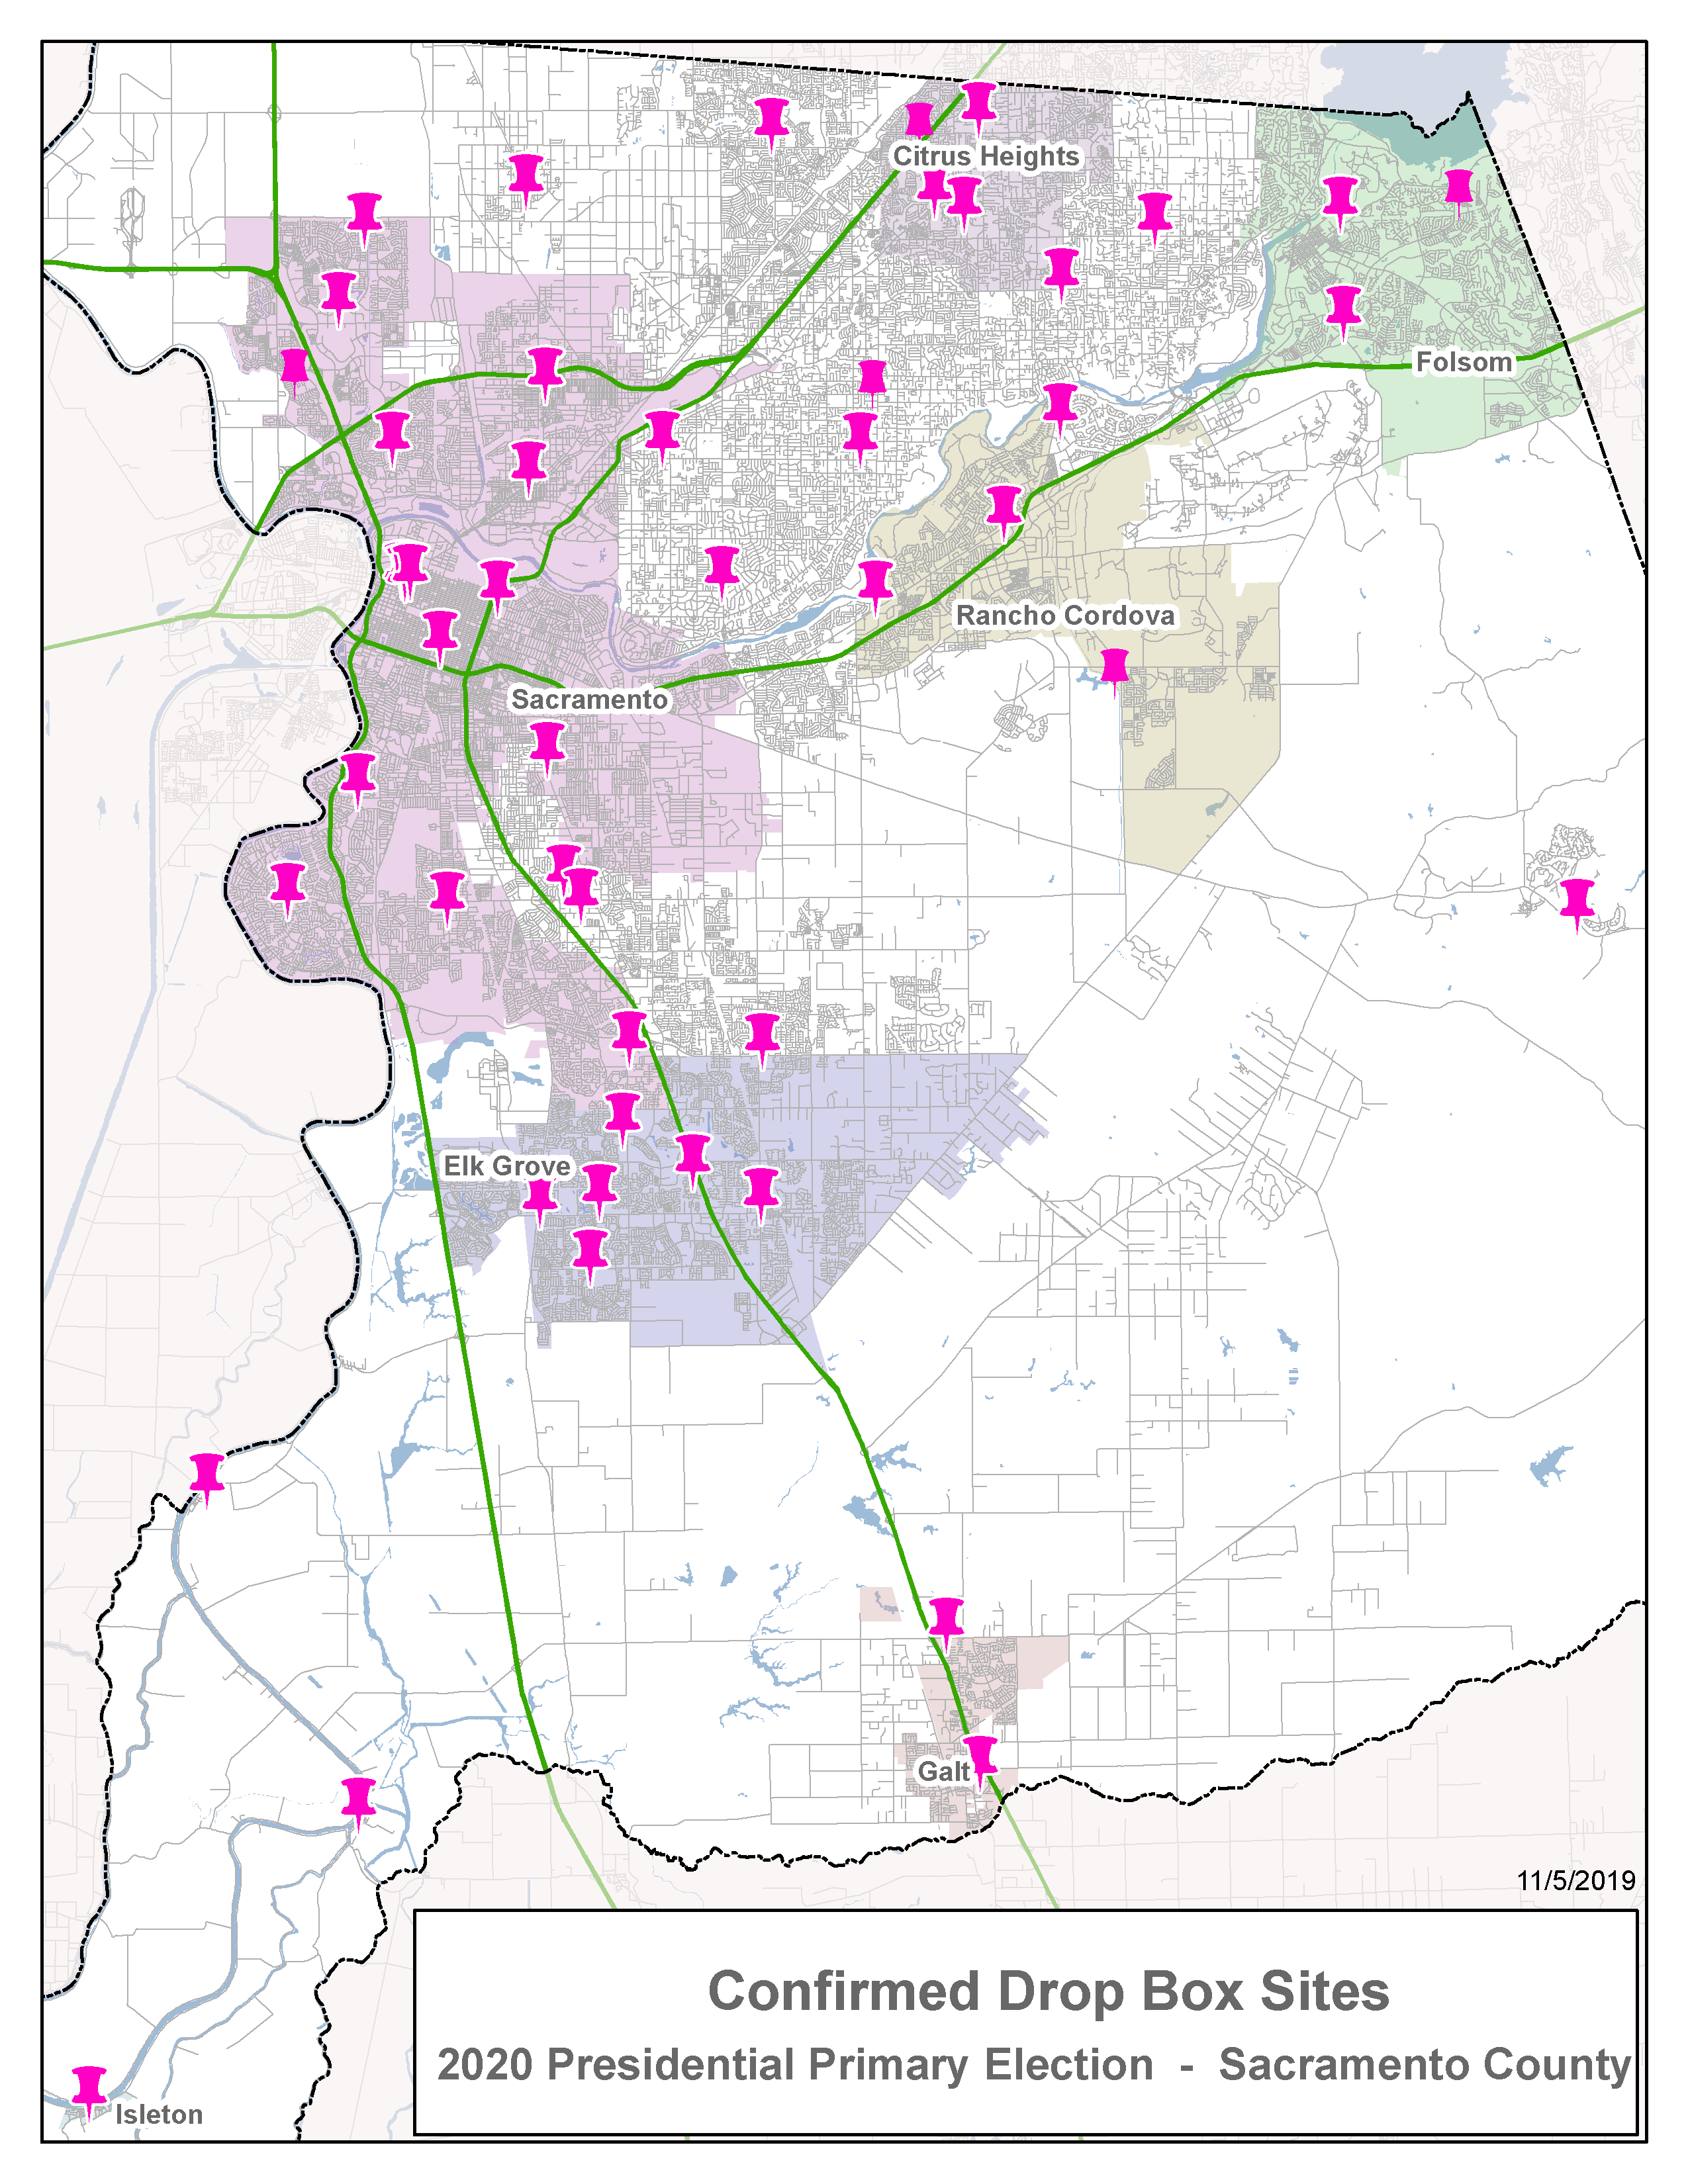 Citrus Heights
Folsom
Rancho Cordova
Sacramento
Elk Grove
Galt
11/5/2019
Confirmed Drop Box Sites
2020 Presidential Primary Election - Sacramento County
Isleton